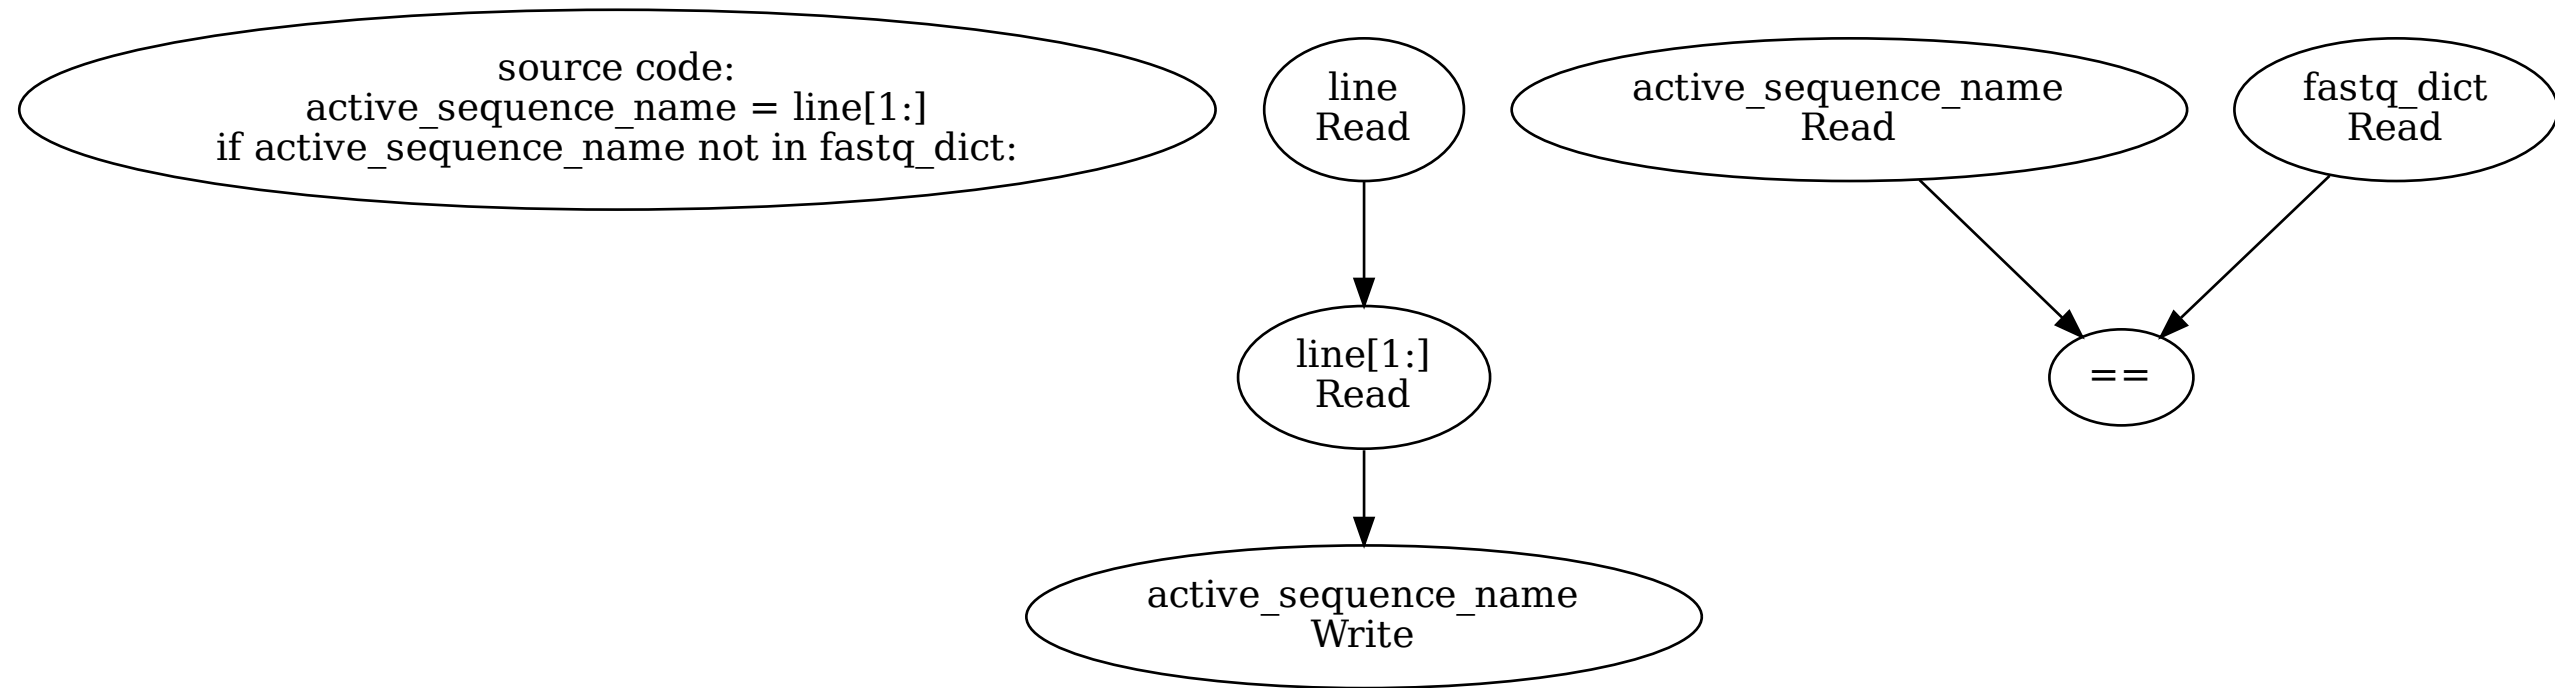 source code:
active_sequence_name = line[1:]
if active_sequence_name not in fastq_dict:
line
Read
active_sequence_name
Read
fastq_dict
Read
line[1:]
Read
==
active_sequence_name
Write